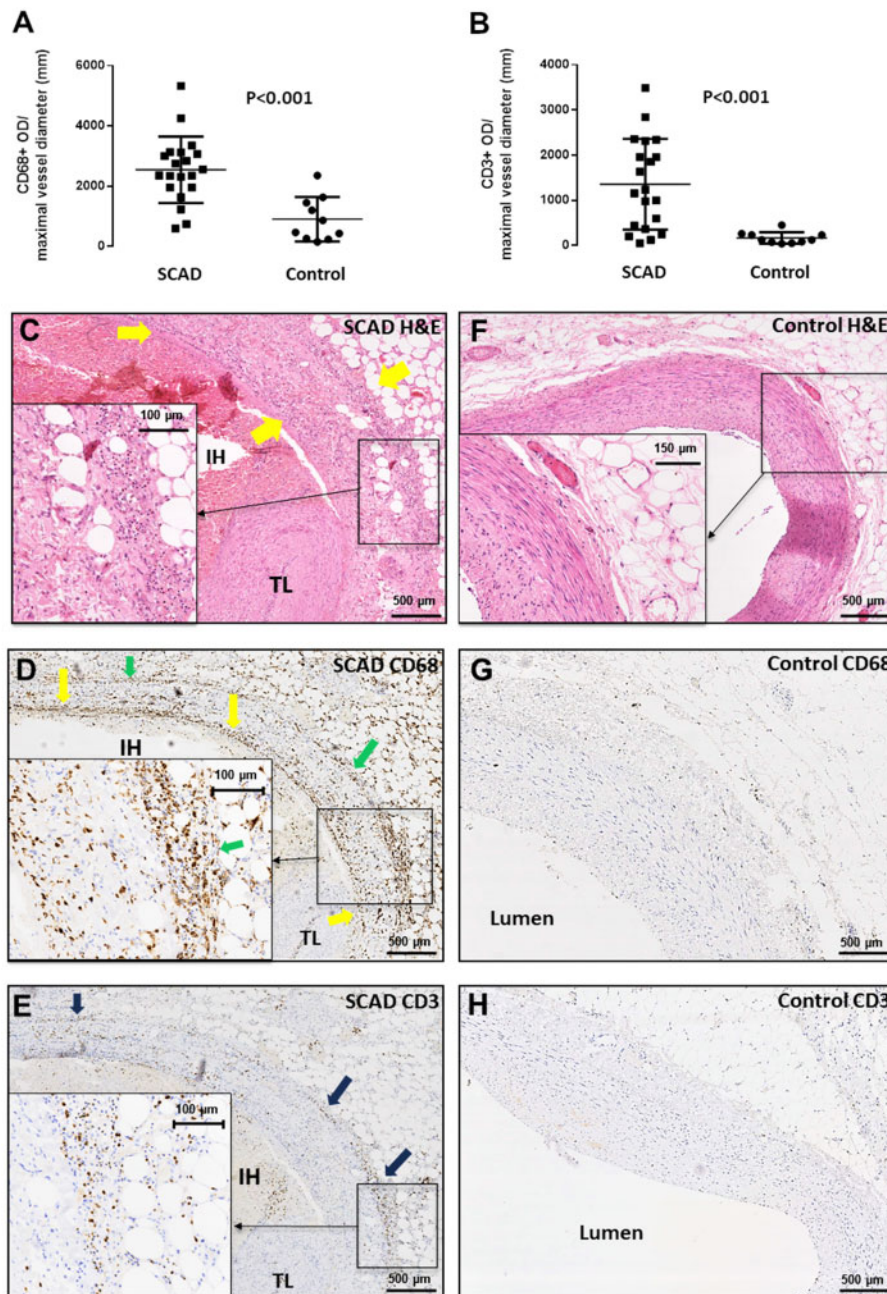 A
CD68+ OD/
maximal vessel diameter (mm)
6000
4000
2000
0
P<0.001
SCAD
Control
B
CD3+ OD/
maximal vessel diameter (mm)
4000
3000
2000
1000
0
P<0.001
SCAD
Control
C
SCAD H&E
100 µm
IH
TL
500 µm
F
Control H&E
150 µm
500 µm
D
SCAD CD68
IH
100 µm
TL
500 µm
G
Control CD68
Lumen
500 µm
E
SCAD CD3
100 µm
IH
TL
500 µm
H
Control CD3
Lumen
500 µm